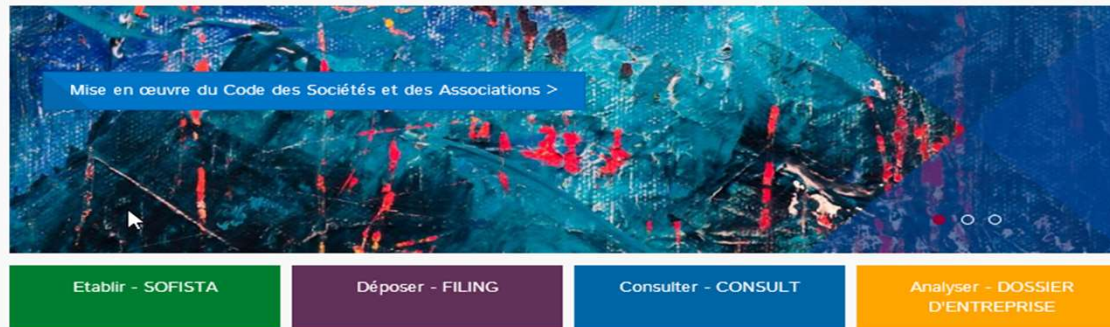 Mise en œuvre du Code des Sociétés et des Associations >
Etablir - SOFISTA
Déposer - FILING
Consulter - CONSULT
Analyser - DOSSIER
D'ENTREPRISE